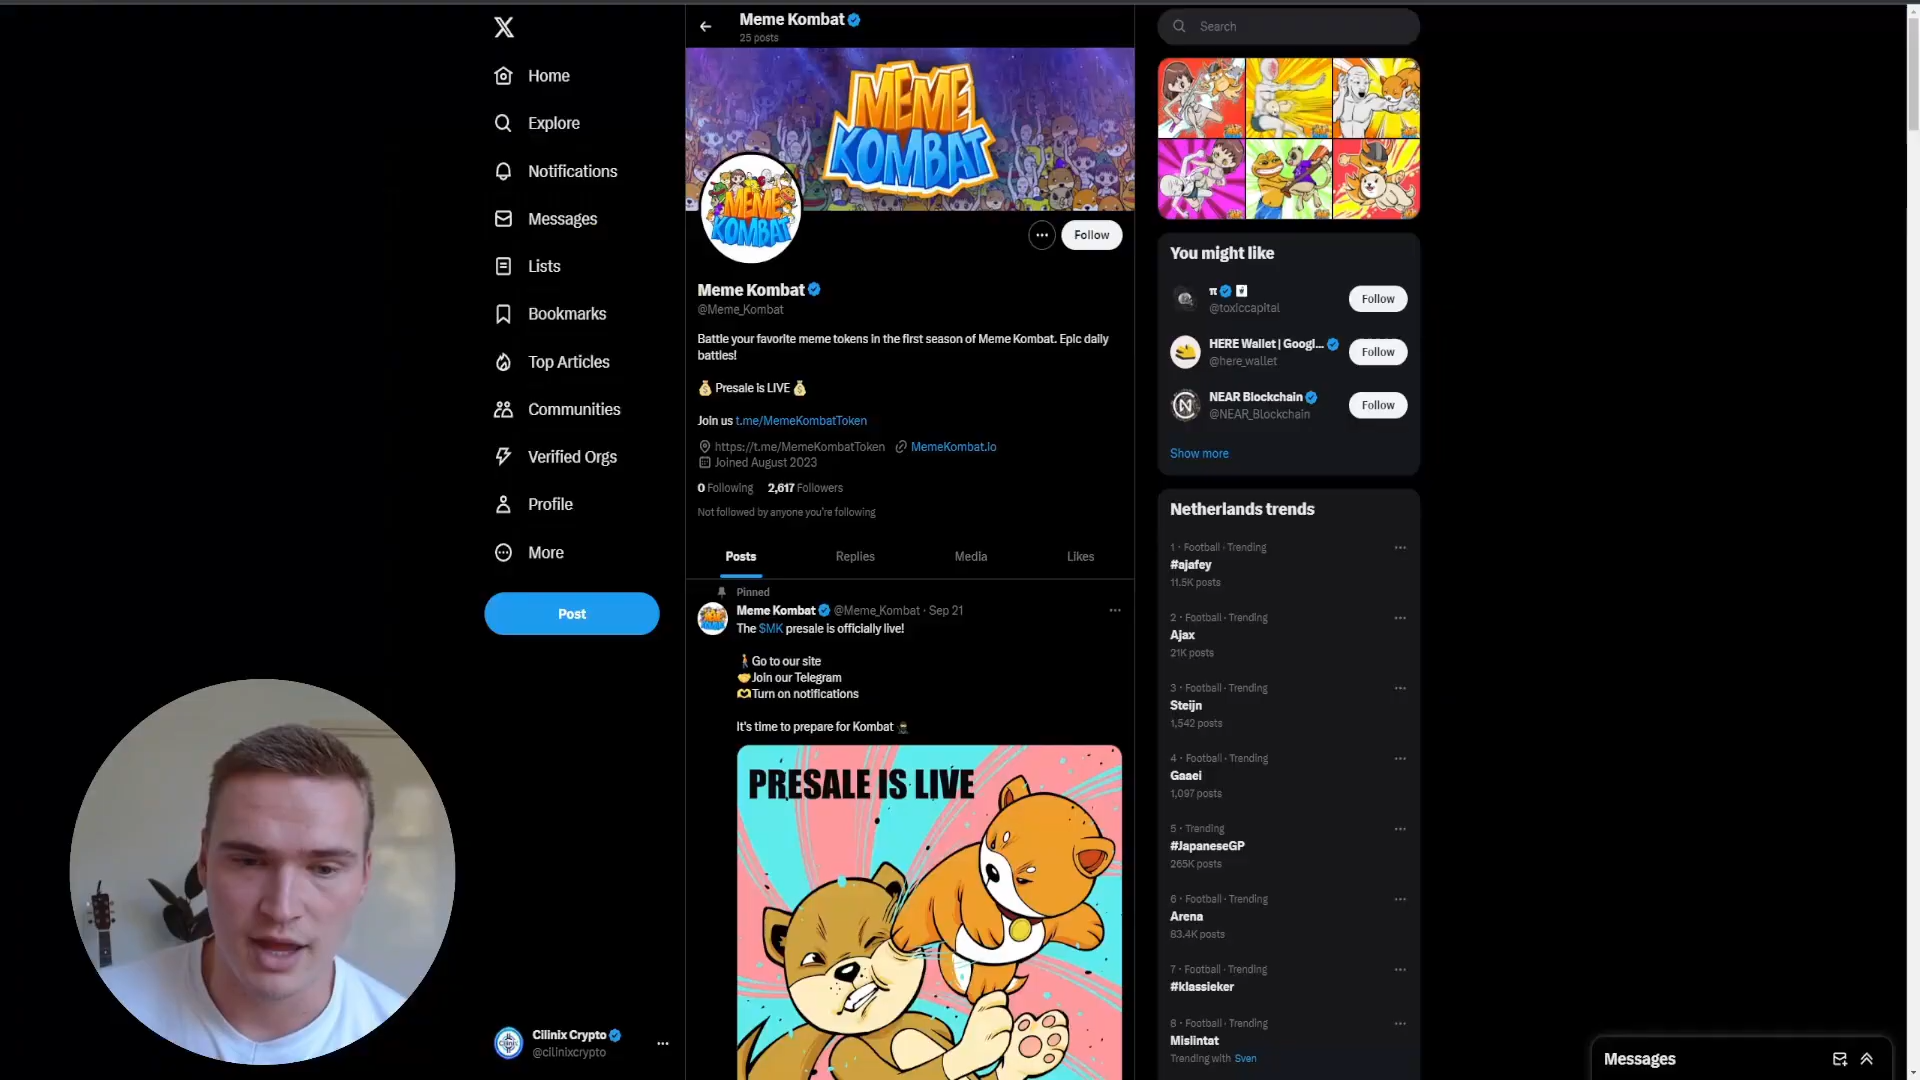 Home
Explore
Notifications
Messages
Lists
Bookmarks
Top Articles
Communities
Verified Orgs
Profile
More
Post
Cilinix Crypto
@cilinixcrypto
Meme Kombat
25 posts
MEME
KOMBAT
MEME
KOMBAT
Follow
Meme Kombat
@Meme_Kombat
Battle your favorite meme tokens in the first season of Meme Kombat. Epic daily
battles!
💰 Presale is LIVE 💰
Join us t.me/MemeKombatToken
https://t.me/MemeKombatToken MemeKombat.io
Joined August 2023
0 Following 2,617 Followers
Not followed by anyone you're following
Posts Replies Media Likes
Pinned
Meme Kombat @Meme_Kombat · Sep 21
The $MK presale is officially live!
🚶Go to our site
🤝Join our Telegram
🫶Turn on notifications
It's time to prepare for Kombat 🥷
PRESALE IS LIVE
Search
You might like
π
@toxiccapital
Follow
HERE Wallet | Googl...
@here_wallet
Follow
NEAR Blockchain
@NEAR_Blockchain
Follow
Show more
Netherlands trends
1 · Football · Trending
#ajafey
11.5K posts
2 · Football · Trending
Ajax
21K posts
3 · Football · Trending
Steijn
1,542 posts
4 · Football · Trending
Gaaei
1,097 posts
5 · Trending
#JapaneseGP
265K posts
6 · Football · Trending
Arena
83.4K posts
7 · Football · Trending
#klassieker
8 · Football · Trending
Mislintat
Trending with Sven
Messages